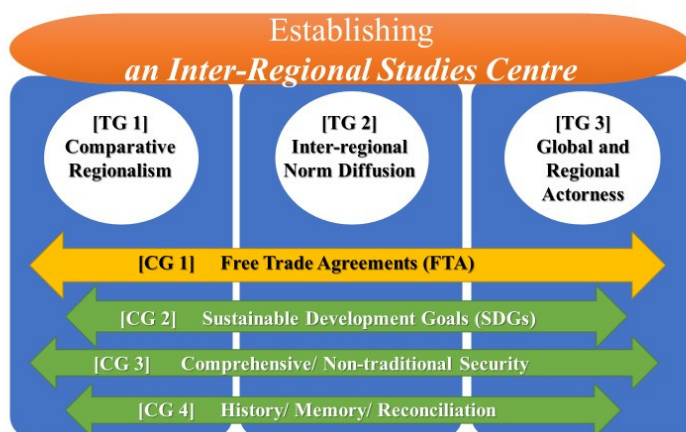 Establishing
an Inter-Regional Studies Centre
[TG 1]
Comparative
Regionalism
[TG 2]
Inter-regional
Norm Diffusion
[TG 3]
Global and
Regional
Actorness
[CG 1] Free Trade Agreements (FTA)
[CG 2] Sustainable Development Goals (SDGs)
[CG 3] Comprehensive/ Non-traditional Security
[CG 4] History/ Memory/ Reconciliation